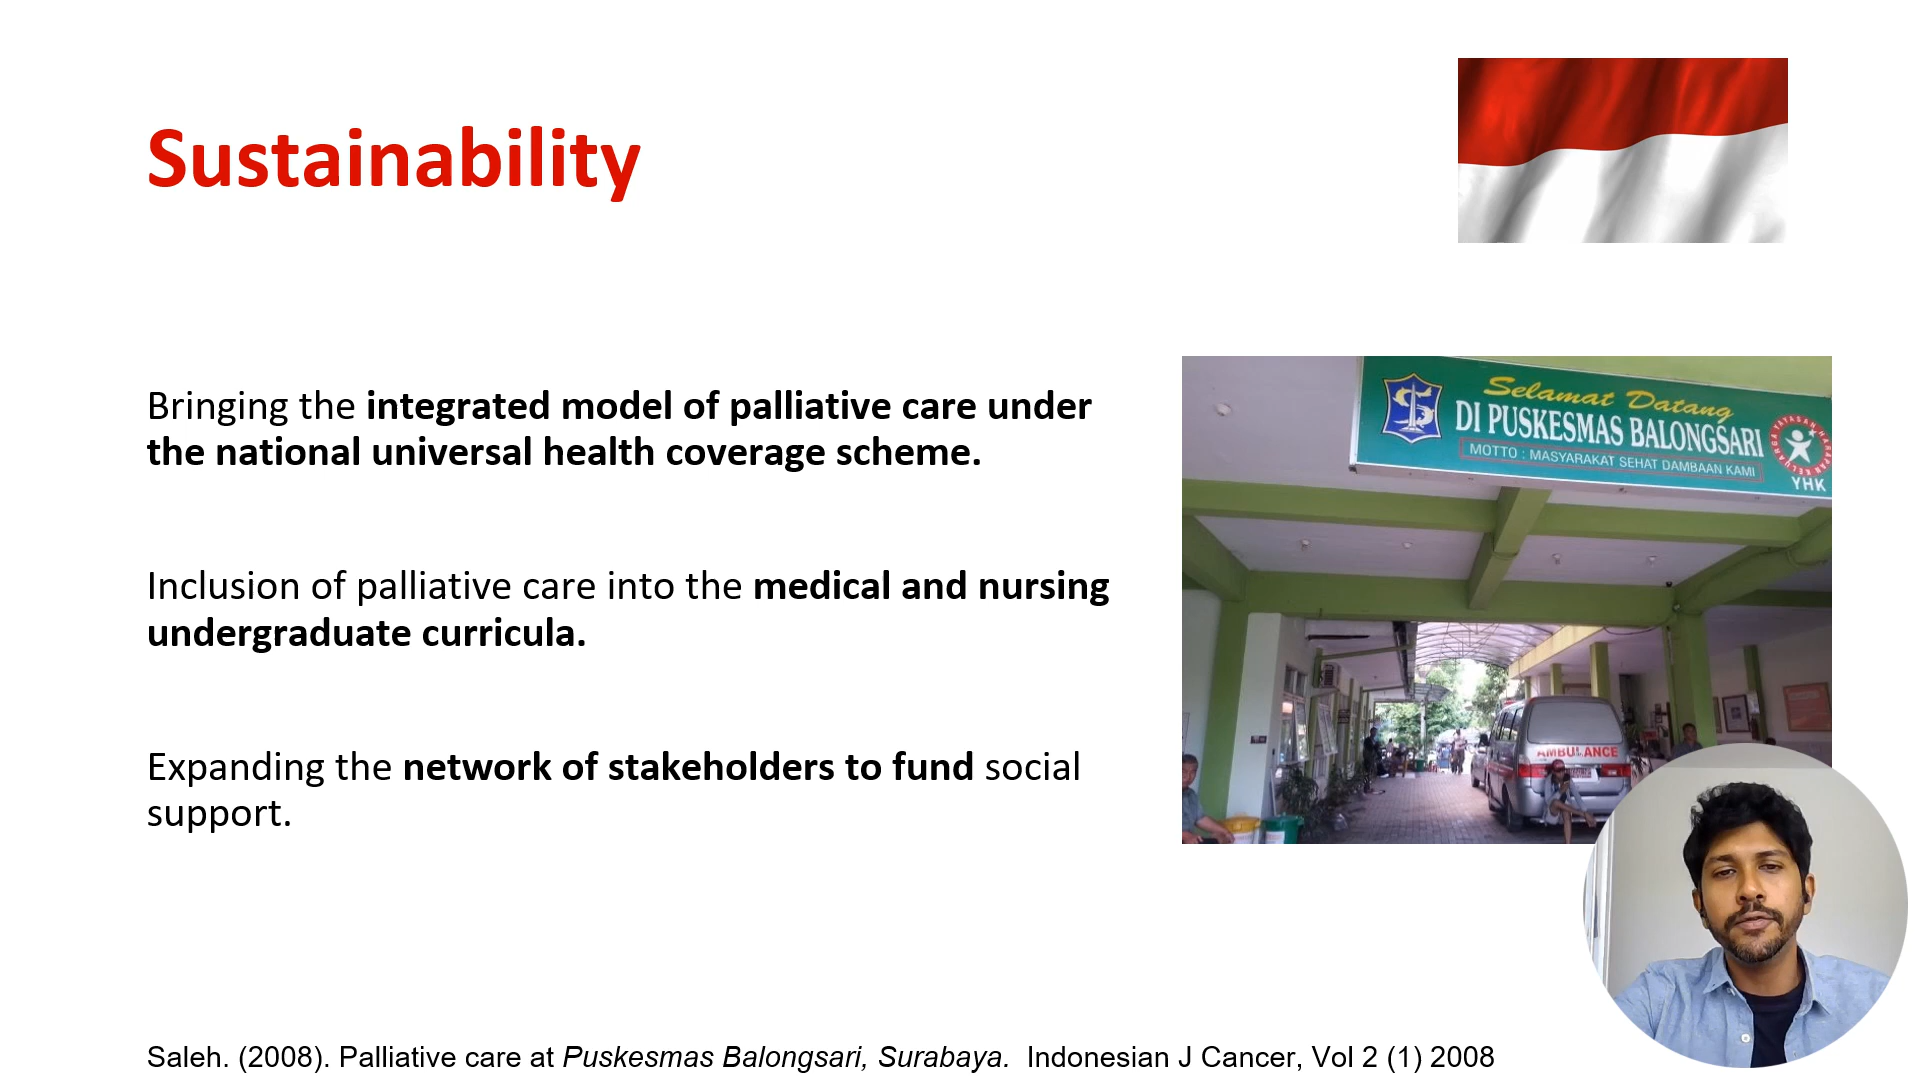 Sustainability
Bringing the integrated model of palliative care under
the national universal health coverage scheme.
Inclusion of palliative care into the medical and nursing
undergraduate curricula.
Expanding the network of stakeholders to fund social
support.
Selamat Datang
DI PUSKESMAS BALONGSARI
MOTTO : MASYARAKAT SEHAT DAMBAAN KAMI
YAYASAN HARAPAN KELUARGA
YHK
AMBULANCE
Saleh. (2008). Palliative care at Puskesmas Balongsari, Surabaya. Indonesian J Cancer, Vol 2 (1) 2008